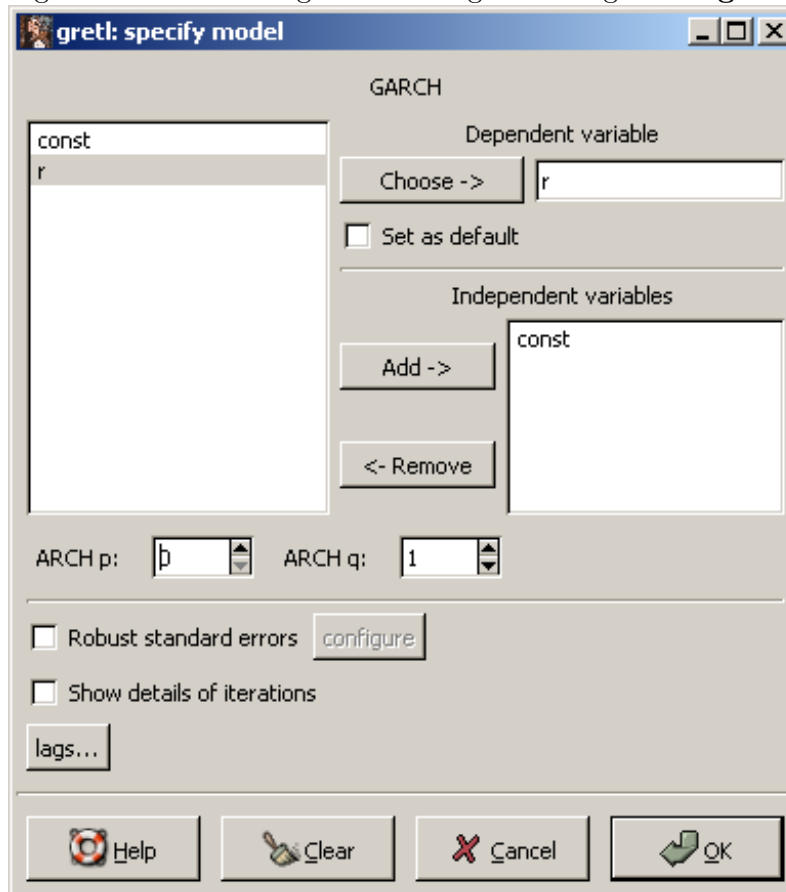 gretl: specify model
GARCH
const
r
Dependent variable
Choose -> r
Set as default
Independent variables
Add -> const
<- Remove
ARCH p: 0 ARCH q: 1
Robust standard errors configure
Show details of iterations
lags...
Help Clear Cancel OK